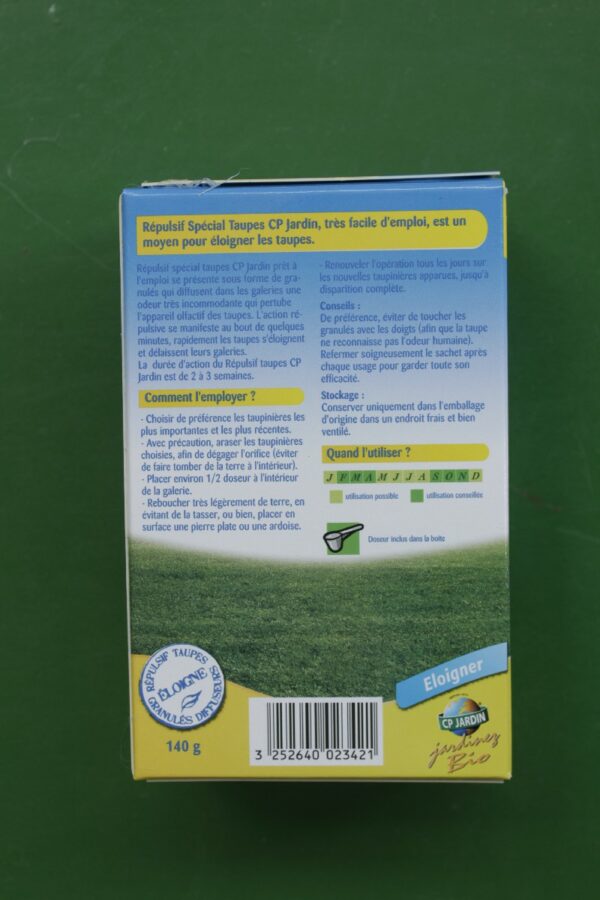 Répulsif Spécial Taupes CP Jardin, très facile d'emploi, est un
moyen pour éloigner les taupes.
Répulsif spécial taupes CP Jardin prêt à
l'emploi se présente sous forme de gra-
nulés qui diffusent dans les galeries une
odeur très incommodante qui pertube
l'appareil olfactif des taupes. L'action ré-
pulsive se manifeste au bout de quelques
minutes, rapidement les taupes s'éloignent
et délaissent leurs galeries.
La durée d'action du Répulsif taupes CP
Jardin est de 2 à 3 semaines.
Comment l'employer ?
- Choisir de préférence les taupinières les
plus importantes et les plus récentes.
- Avec précaution, araser les taupinières
choisies, afin de dégager l'orifice (éviter
de faire tomber de la terre à l'intérieur).
- Placer environ 1/2 doseur à l'intérieur
de la galerie.
- Reboucher très légèrement de terre, en
évitant de la tasser, ou bien, placer en
surface une pierre plate ou une ardoise.
- Renouveler l'opération tous les jours sur
les nouvelles taupinières apparues, jusqu'à
disparition complète.
Conseils :
De préférence, éviter de toucher les
granulés avec les doigts (afin que la taupe
ne reconnaisse pas l'odeur humaine).
Refermer soigneusement le sachet après
chaque usage pour garder toute son
efficacité.
Stockage :
Conserver uniquement dans l'emballage
d'origine dans un endroit frais et bien
ventilé.
Quand l'utiliser ?
J F M A M J J A S O N D
utilisation possible
utilisation conseillée
Doseur inclus dans la boite
RÉPULSIF TAUPES
ÉLOIGNE
GRANULÉS DIFFUSEURS
140 g
3 252640 023421
Eloigner
CP JARDIN
jardinez
Bio